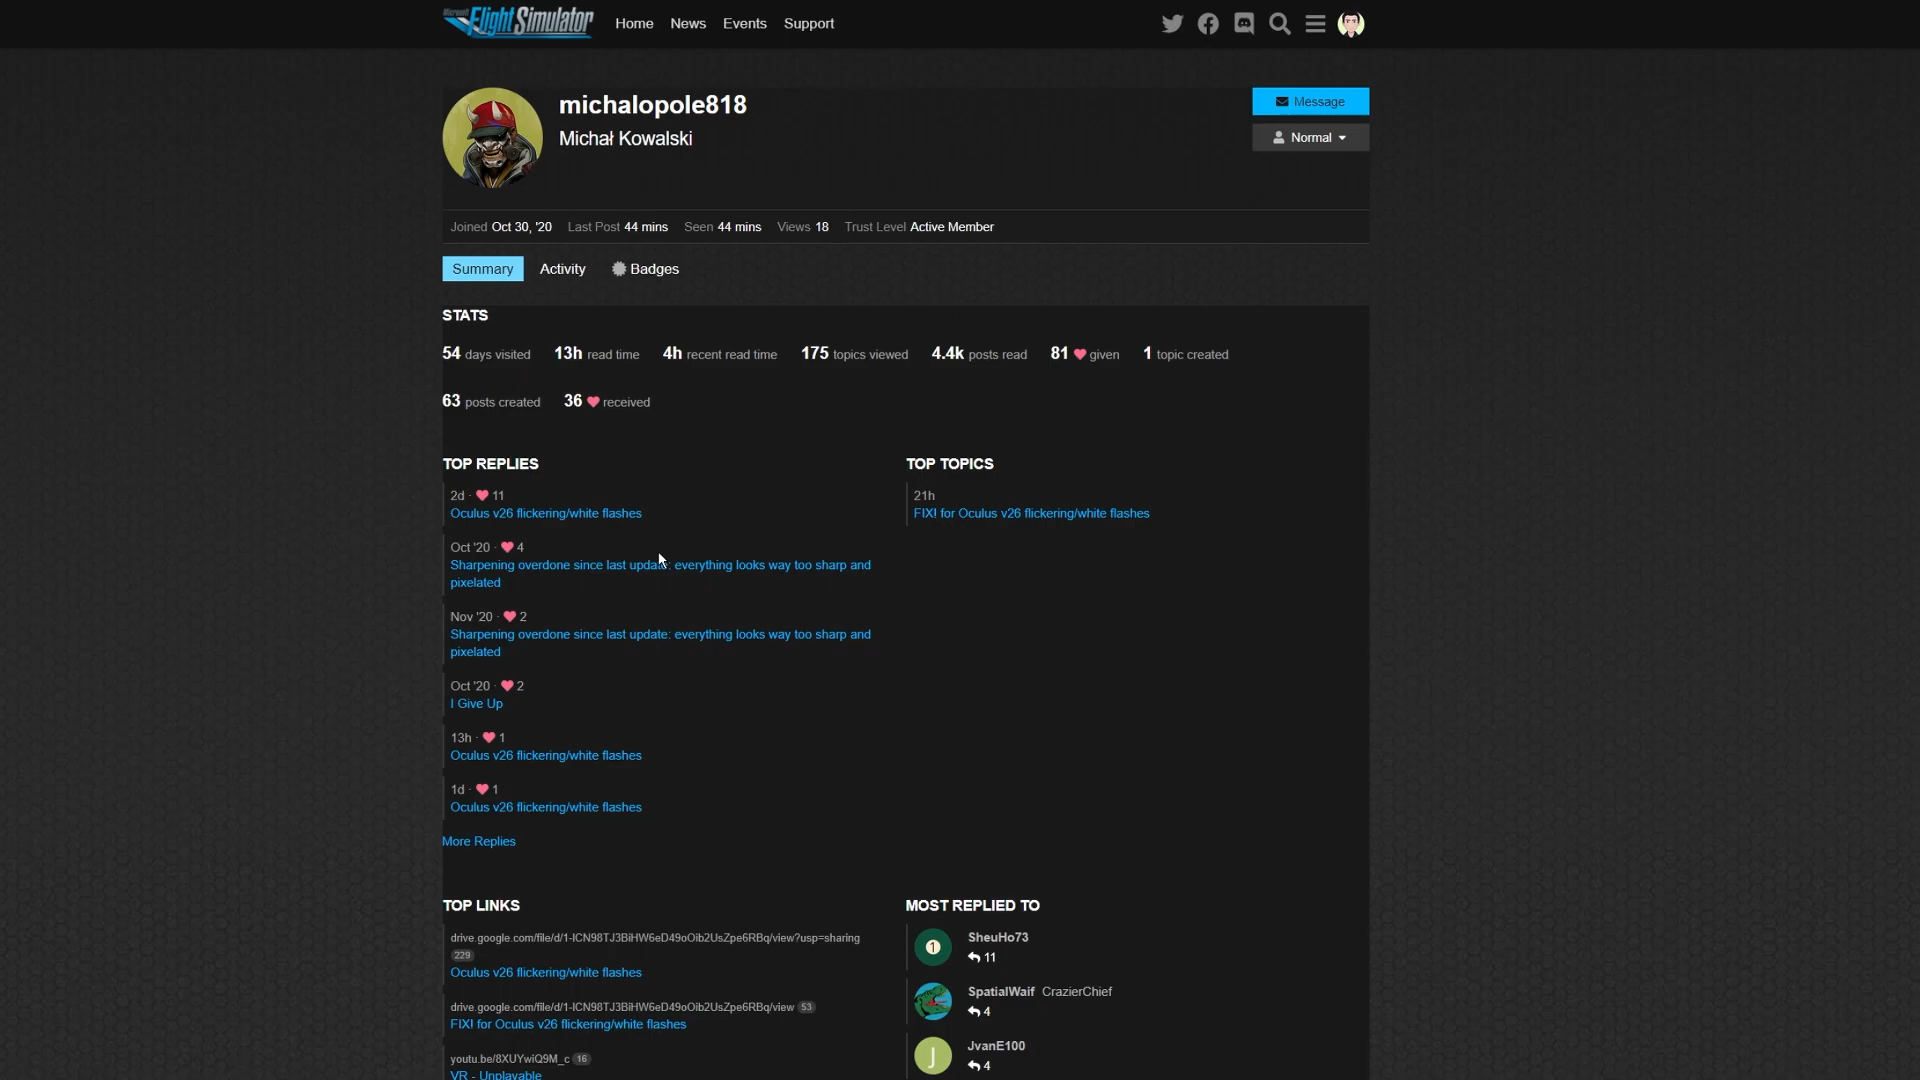 Microsoft
Flight Simulator
Home News Events Support
michalopole818
Michał Kowalski
Message
Normal
Joined Oct 30, '20 Last Post 44 mins Seen 44 mins Views 18 Trust Level Active Member
Summary Activity Badges
STATS
54 days visited 13h read time 4h recent read time 175 topics viewed 4.4k posts read 81 given 1 topic created
63 posts created 36 received
TOP REPLIES
2d · 11
Oculus v26 flickering/white flashes
Oct '20 · 4
Sharpening overdone since last update: everything looks way too sharp and
pixelated
Nov '20 · 2
Sharpening overdone since last update: everything looks way too sharp and
pixelated
Oct '20 · 2
I Give Up
13h · 1
Oculus v26 flickering/white flashes
1d · 1
Oculus v26 flickering/white flashes
More Replies
TOP TOPICS
21h
FIX! for Oculus v26 flickering/white flashes
TOP LINKS
drive.google.com/file/d/1-ICN98TJ3BiHW6eD49oOib2UsZpe6RBq/view?usp=sharing
229
Oculus v26 flickering/white flashes
drive.google.com/file/d/1-ICN98TJ3BiHW6eD49oOib2UsZpe6RBq/view 53
FIX! for Oculus v26 flickering/white flashes
youtu.be/8XUYwiQ9M_c 16
VR - Unplayable
MOST REPLIED TO
1
SheuHo73
11
SpatialWaif CrazierChief
4
J
JvanE100
4